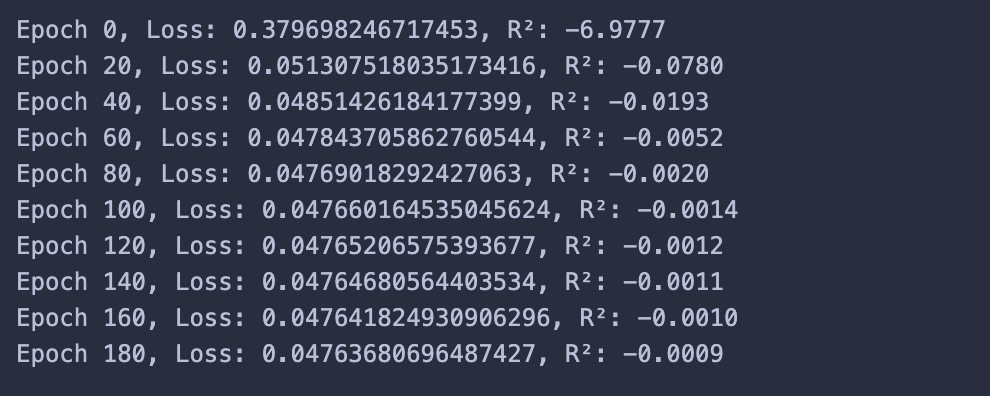 Epoch 0, Loss: 0.379698246717453, R²: -6.9777
Epoch 20, Loss: 0.051307518035173416, R²: -0.0780
Epoch 40, Loss: 0.04851426184177399, R²: -0.0193
Epoch 60, Loss: 0.047843705862760544, R²: -0.0052
Epoch 80, Loss: 0.04769018292427063, R²: -0.0020
Epoch 100, Loss: 0.047660164535045624, R²: -0.0014
Epoch 120, Loss: 0.04765206575393677, R²: -0.0012
Epoch 140, Loss: 0.04764680564403534, R²: -0.0011
Epoch 160, Loss: 0.047641824930906296, R²: -0.0010
Epoch 180, Loss: 0.04763680696487427, R²: -0.0009